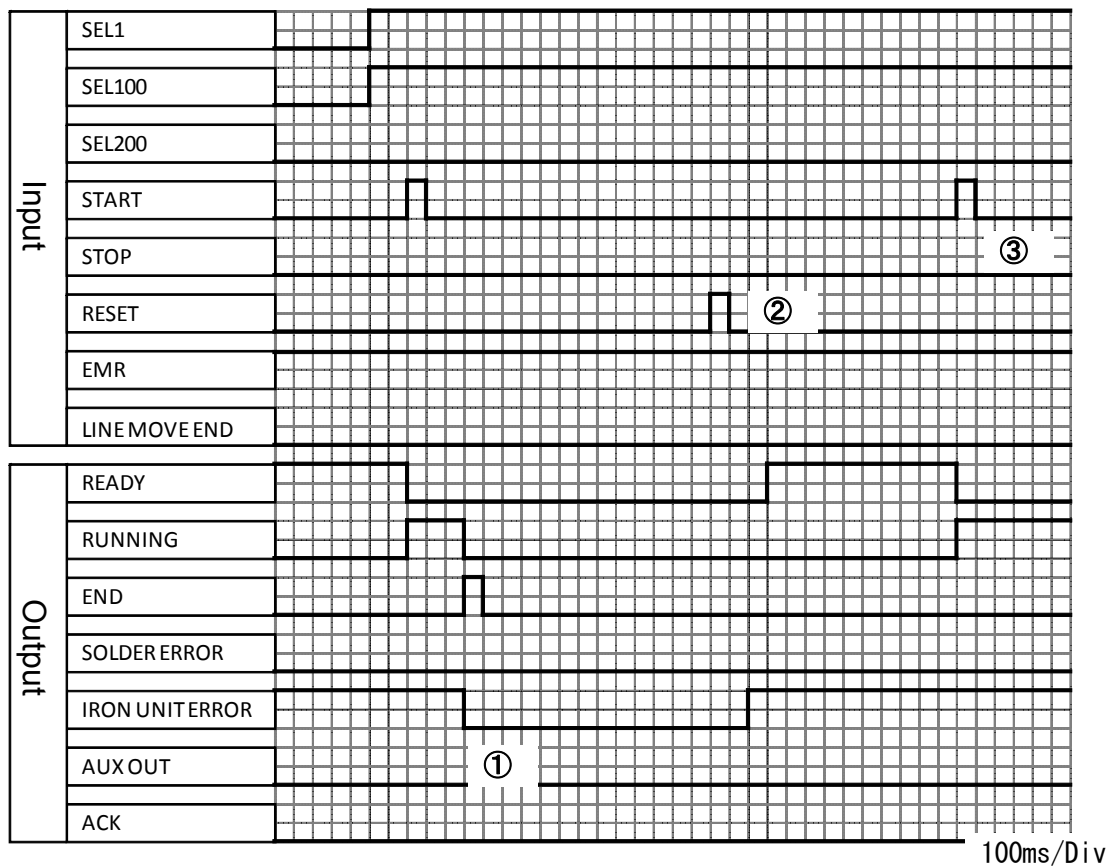 Input
SEL1
SEL100
SEL200
START
STOP
③
RESET
②
EMR
LINE MOVE END
Output
READY
RUNNING
END
SOLDER ERROR
IRON UNIT ERROR
AUX OUT
①
ACK
100ms/Div